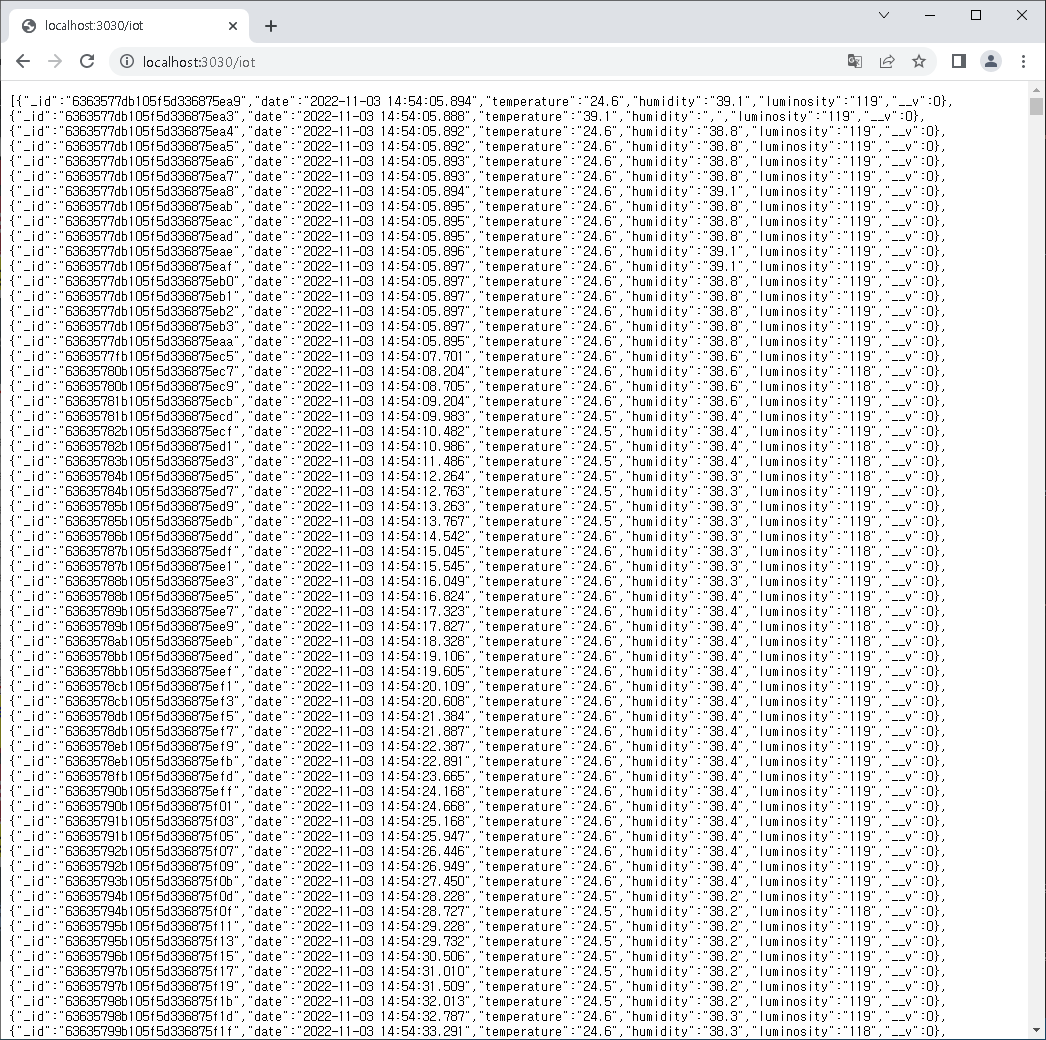 localhost:3030/iot
localhost:3030/iot
[{"_id":"6363577db105f5d336875ea9","date":"2022-11-03 14:54:05.894","temperature":"24.6","humidity":"39.1","luminosity":"119","__v":0},
{"_id":"6363577db105f5d336875ea3","date":"2022-11-03 14:54:05.888","temperature":"39.1","humidity":",","luminosity":"119","__v":0},
{"_id":"6363577db105f5d336875ea4","date":"2022-11-03 14:54:05.892","temperature":"24.6","humidity":"38.8","luminosity":"119","__v":0},
{"_id":"6363577db105f5d336875ea5","date":"2022-11-03 14:54:05.892","temperature":"24.6","humidity":"38.8","luminosity":"119","__v":0},
{"_id":"6363577db105f5d336875ea6","date":"2022-11-03 14:54:05.893","temperature":"24.6","humidity":"38.8","luminosity":"119","__v":0},
{"_id":"6363577db105f5d336875ea7","date":"2022-11-03 14:54:05.893","temperature":"24.6","humidity":"38.8","luminosity":"119","__v":0},
{"_id":"6363577db105f5d336875ea8","date":"2022-11-03 14:54:05.894","temperature":"24.6","humidity":"39.1","luminosity":"119","__v":0},
{"_id":"6363577db105f5d336875eab","date":"2022-11-03 14:54:05.895","temperature":"24.6","humidity":"38.8","luminosity":"119","__v":0},
{"_id":"6363577db105f5d336875eac","date":"2022-11-03 14:54:05.895","temperature":"24.6","humidity":"38.8","luminosity":"119","__v":0},
{"_id":"6363577db105f5d336875ead","date":"2022-11-03 14:54:05.895","temperature":"24.6","humidity":"38.8","luminosity":"119","__v":0},
{"_id":"6363577db105f5d336875eae","date":"2022-11-03 14:54:05.896","temperature":"24.6","humidity":"39.1","luminosity":"119","__v":0},
{"_id":"6363577db105f5d336875eaf","date":"2022-11-03 14:54:05.897","temperature":"24.6","humidity":"39.1","luminosity":"119","__v":0},
{"_id":"6363577db105f5d336875eb0","date":"2022-11-03 14:54:05.897","temperature":"24.6","humidity":"38.8","luminosity":"119","__v":0},
{"_id":"6363577db105f5d336875eb1","date":"2022-11-03 14:54:05.897","temperature":"24.6","humidity":"38.8","luminosity":"119","__v":0},
{"_id":"6363577db105f5d336875eb2","date":"2022-11-03 14:54:05.897","temperature":"24.6","humidity":"38.8","luminosity":"119","__v":0},
{"_id":"6363577db105f5d336875eb3","date":"2022-11-03 14:54:05.897","temperature":"24.6","humidity":"38.8","luminosity":"119","__v":0},
{"_id":"6363577db105f5d336875eaa","date":"2022-11-03 14:54:05.895","temperature":"24.6","humidity":"38.8","luminosity":"119","__v":0},
{"_id":"6363577fb105f5d336875ec5","date":"2022-11-03 14:54:07.701","temperature":"24.6","humidity":"38.6","luminosity":"119","__v":0},
{"_id":"63635780b105f5d336875ec7","date":"2022-11-03 14:54:08.204","temperature":"24.6","humidity":"38.6","luminosity":"118","__v":0},
{"_id":"63635780b105f5d336875ec9","date":"2022-11-03 14:54:08.705","temperature":"24.6","humidity":"38.6","luminosity":"118","__v":0},
{"_id":"63635781b105f5d336875ecb","date":"2022-11-03 14:54:09.204","temperature":"24.6","humidity":"38.6","luminosity":"119","__v":0},
{"_id":"63635781b105f5d336875ecd","date":"2022-11-03 14:54:09.983","temperature":"24.5","humidity":"38.4","luminosity":"118","__v":0},
{"_id":"63635782b105f5d336875ecf","date":"2022-11-03 14:54:10.482","temperature":"24.5","humidity":"38.4","luminosity":"119","__v":0},
{"_id":"63635782b105f5d336875ed1","date":"2022-11-03 14:54:10.986","temperature":"24.5","humidity":"38.4","luminosity":"118","__v":0},
{"_id":"63635783b105f5d336875ed3","date":"2022-11-03 14:54:11.486","temperature":"24.5","humidity":"38.4","luminosity":"118","__v":0},
{"_id":"63635784b105f5d336875ed5","date":"2022-11-03 14:54:12.264","temperature":"24.5","humidity":"38.3","luminosity":"118","__v":0},
{"_id":"63635784b105f5d336875ed7","date":"2022-11-03 14:54:12.763","temperature":"24.5","humidity":"38.3","luminosity":"119","__v":0},
{"_id":"63635785b105f5d336875ed9","date":"2022-11-03 14:54:13.263","temperature":"24.5","humidity":"38.3","luminosity":"118","__v":0},
{"_id":"63635785b105f5d336875edb","date":"2022-11-03 14:54:13.767","temperature":"24.5","humidity":"38.3","luminosity":"119","__v":0},
{"_id":"63635786b105f5d336875edd","date":"2022-11-03 14:54:14.542","temperature":"24.6","humidity":"38.3","luminosity":"118","__v":0},
{"_id":"63635787b105f5d336875edf","date":"2022-11-03 14:54:15.045","temperature":"24.6","humidity":"38.3","luminosity":"118","__v":0},
{"_id":"63635787b105f5d336875ee1","date":"2022-11-03 14:54:15.545","temperature":"24.6","humidity":"38.3","luminosity":"119","__v":0},
{"_id":"63635788b105f5d336875ee3","date":"2022-11-03 14:54:16.049","temperature":"24.6","humidity":"38.3","luminosity":"119","__v":0},
{"_id":"63635788b105f5d336875ee5","date":"2022-11-03 14:54:16.824","temperature":"24.6","humidity":"38.4","luminosity":"119","__v":0},
{"_id":"63635789b105f5d336875ee7","date":"2022-11-03 14:54:17.323","temperature":"24.6","humidity":"38.4","luminosity":"118","__v":0},
{"_id":"63635789b105f5d336875ee9","date":"2022-11-03 14:54:17.827","temperature":"24.6","humidity":"38.4","luminosity":"118","__v":0},
{"_id":"6363578ab105f5d336875eeb","date":"2022-11-03 14:54:18.328","temperature":"24.6","humidity":"38.4","luminosity":"118","__v":0},
{"_id":"6363578bb105f5d336875eed","date":"2022-11-03 14:54:19.106","temperature":"24.6","humidity":"38.4","luminosity":"119","__v":0},
{"_id":"6363578bb105f5d336875eef","date":"2022-11-03 14:54:19.605","temperature":"24.6","humidity":"38.4","luminosity":"119","__v":0},
{"_id":"6363578cb105f5d336875ef1","date":"2022-11-03 14:54:20.109","temperature":"24.6","humidity":"38.4","luminosity":"119","__v":0},
{"_id":"6363578cb105f5d336875ef3","date":"2022-11-03 14:54:20.608","temperature":"24.6","humidity":"38.4","luminosity":"118","__v":0},
{"_id":"6363578db105f5d336875ef5","date":"2022-11-03 14:54:21.384","temperature":"24.6","humidity":"38.4","luminosity":"119","__v":0},
{"_id":"6363578db105f5d336875ef7","date":"2022-11-03 14:54:21.887","temperature":"24.6","humidity":"38.4","luminosity":"119","__v":0},
{"_id":"6363578eb105f5d336875ef9","date":"2022-11-03 14:54:22.387","temperature":"24.6","humidity":"38.4","luminosity":"119","__v":0},
{"_id":"6363578eb105f5d336875efb","date":"2022-11-03 14:54:22.891","temperature":"24.6","humidity":"38.4","luminosity":"119","__v":0},
{"_id":"6363578fb105f5d336875efd","date":"2022-11-03 14:54:23.665","temperature":"24.6","humidity":"38.4","luminosity":"119","__v":0},
{"_id":"63635790b105f5d336875eff","date":"2022-11-03 14:54:24.168","temperature":"24.6","humidity":"38.4","luminosity":"119","__v":0},
{"_id":"63635790b105f5d336875f01","date":"2022-11-03 14:54:24.668","temperature":"24.6","humidity":"38.4","luminosity":"119","__v":0},
{"_id":"63635791b105f5d336875f03","date":"2022-11-03 14:54:25.168","temperature":"24.6","humidity":"38.4","luminosity":"118","__v":0},
{"_id":"63635791b105f5d336875f05","date":"2022-11-03 14:54:25.947","temperature":"24.6","humidity":"38.4","luminosity":"118","__v":0},
{"_id":"63635792b105f5d336875f07","date":"2022-11-03 14:54:26.446","temperature":"24.6","humidity":"38.4","luminosity":"119","__v":0},
{"_id":"63635792b105f5d336875f09","date":"2022-11-03 14:54:26.949","temperature":"24.6","humidity":"38.4","luminosity":"119","__v":0},
{"_id":"63635793b105f5d336875f0b","date":"2022-11-03 14:54:27.450","temperature":"24.6","humidity":"38.4","luminosity":"119","__v":0},
{"_id":"63635794b105f5d336875f0d","date":"2022-11-03 14:54:28.228","temperature":"24.5","humidity":"38.2","luminosity":"119","__v":0},
{"_id":"63635794b105f5d336875f0f","date":"2022-11-03 14:54:28.727","temperature":"24.5","humidity":"38.2","luminosity":"118","__v":0},
{"_id":"63635795b105f5d336875f11","date":"2022-11-03 14:54:29.228","temperature":"24.5","humidity":"38.2","luminosity":"119","__v":0},
{"_id":"63635795b105f5d336875f13","date":"2022-11-03 14:54:29.732","temperature":"24.5","humidity":"38.2","luminosity":"119","__v":0},
{"_id":"63635796b105f5d336875f15","date":"2022-11-03 14:54:30.506","temperature":"24.5","humidity":"38.2","luminosity":"119","__v":0},
{"_id":"63635797b105f5d336875f17","date":"2022-11-03 14:54:31.010","temperature":"24.5","humidity":"38.2","luminosity":"119","__v":0},
{"_id":"63635797b105f5d336875f19","date":"2022-11-03 14:54:31.509","temperature":"24.5","humidity":"38.2","luminosity":"119","__v":0},
{"_id":"63635798b105f5d336875f1b","date":"2022-11-03 14:54:32.013","temperature":"24.5","humidity":"38.2","luminosity":"119","__v":0},
{"_id":"63635798b105f5d336875f1d","date":"2022-11-03 14:54:32.787","temperature":"24.6","humidity":"38.3","luminosity":"119","__v":0},
{"_id":"63635799b105f5d336875f1f","date":"2022-11-03 14:54:33.291","temperature":"24.6","humidity":"38.3","luminosity":"118","__v":0},